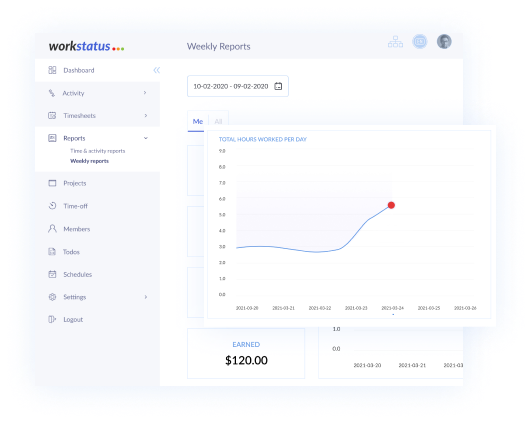 workstatus
Weekly Reports
Dashboard
10-02-2020 - 09-02-2020
Activity
Timesheets
Me All
Reports
Time & activity reports
Weekly reports
Projects
Time-off
Members
Todos
Schedules
Settings
Logout
TOTAL HOURS WORKED PER DAY
9.0
8.0
7.0
6.0
5.0
4.0
3.0
2.0
1.0
0.0
2021-03-20 2021-03-21 2021-03-22 2021-03-23 2021-03-24 2021-03-25 2021-03-26
EARNED
$120.00
1.0
0.0
2021-03-20 2021-03-21 2021-03